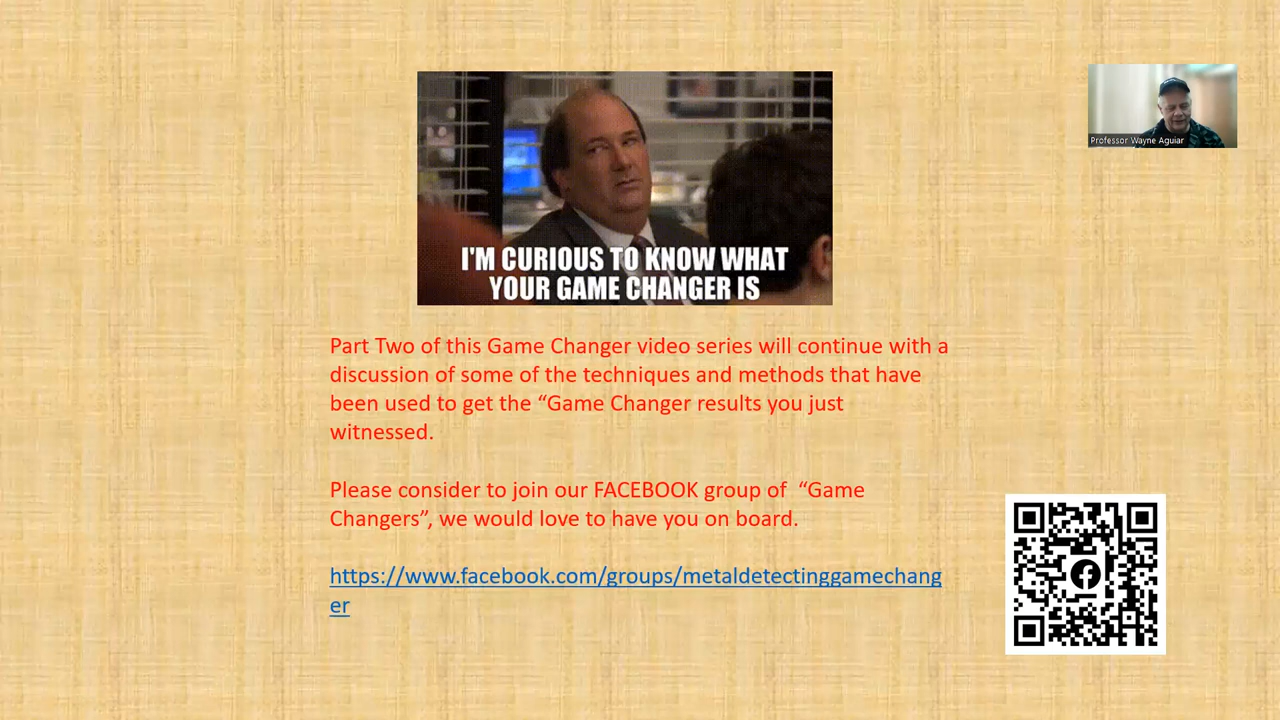 Professor Wayne Aguiar
I'M CURIOUS TO KNOW WHAT
YOUR GAME CHANGER IS
Part Two of this Game Changer video series will continue with a
discussion of some of the techniques and methods that have
been used to get the “Game Changer results you just
witnessed.
Please consider to join our FACEBOOK group of  “Game
Changers”, we would love to have you on board.
https://www.facebook.com/groups/metaldetectinggamechang
er